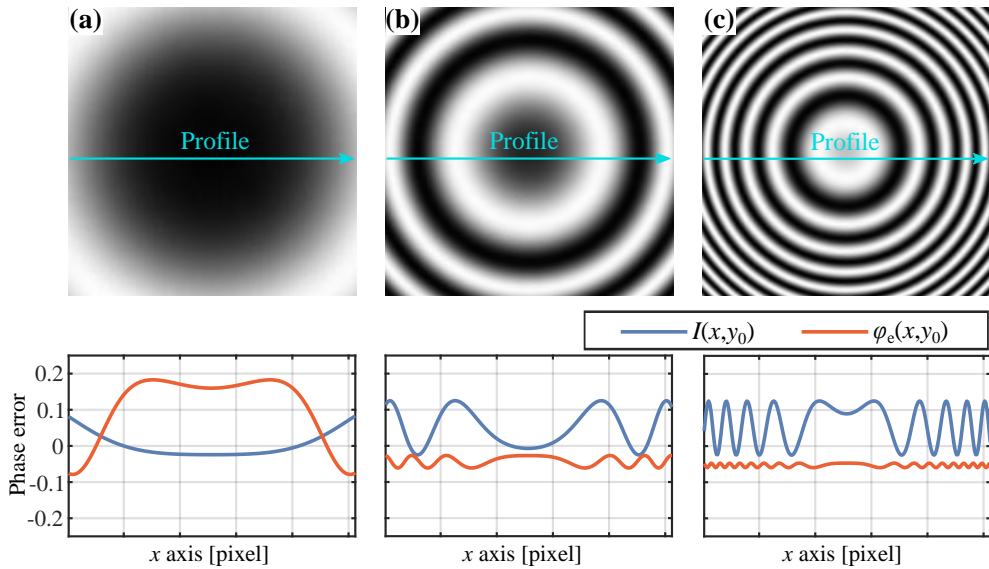 (a) (b) (c)
Profile Profile Profile
I(x,y₀) φₑ(x,y₀)
Phase error
0.2
0.1
0
-0.1
-0.2
x axis [pixel] x axis [pixel] x axis [pixel]